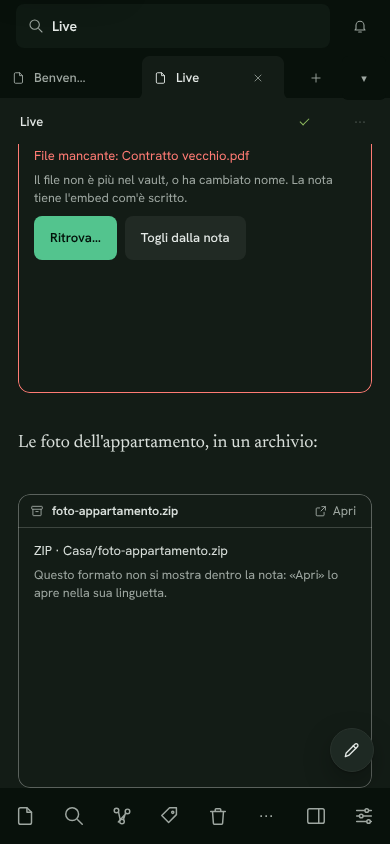 Live
Benven...
Live
Live
File mancante: Contratto vecchio.pdf
Il file non è più nel vault, o ha cambiato nome. La nota
tiene l'embed com'è scritto.
Ritrova...
Togli dalla nota
Le foto dell'appartamento, in un archivio:
foto-appartamento.zip
Apri
ZIP · Casa/foto-appartamento.zip
Questo formato non si mostra dentro la nota: «Apri» lo
apre nella sua linguetta.